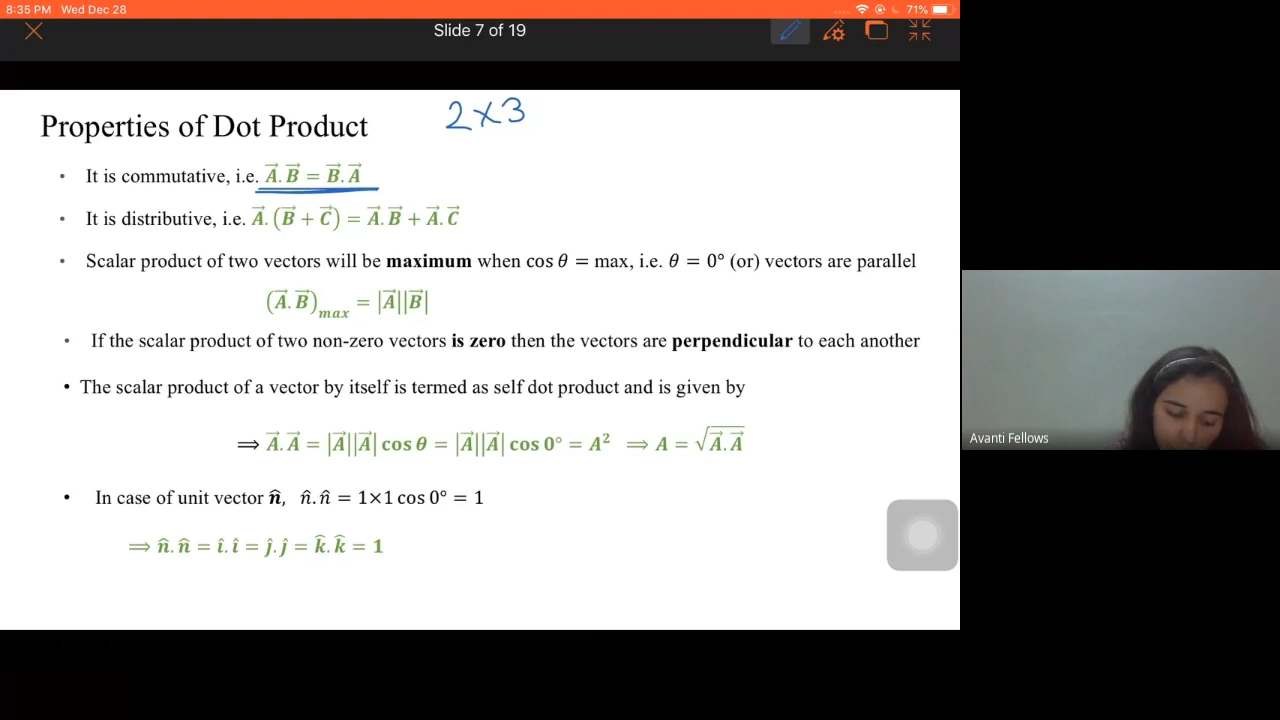 8:35 PM Wed Dec 28
71%
Slide 7 of 19
2×3
Properties of Dot Product
• It is commutative, i.e. A⃗. B⃗ = B⃗. A⃗
• It is distributive, i.e. A⃗. (B⃗ + C⃗) = A⃗. B⃗ + A⃗. C⃗
• Scalar product of two vectors will be maximum when cos θ = max, i.e. θ = 0° (or) vectors are parallel
(A⃗. B⃗)max = |A⃗||B⃗|
• If the scalar product of two non-zero vectors is zero then the vectors are perpendicular to each another
• The scalar product of a vector by itself is termed as self dot product and is given by
⟹ A⃗. A⃗ = |A⃗||A⃗| cos θ = |A⃗||A⃗| cos 0° = A² ⟹ A = √A⃗. A⃗
• In case of unit vector n̂, n̂. n̂ = 1×1 cos 0° = 1
⟹ n̂. n̂ = î. î = ĵ. ĵ = k̂. k̂ = 1
Avanti Fellows